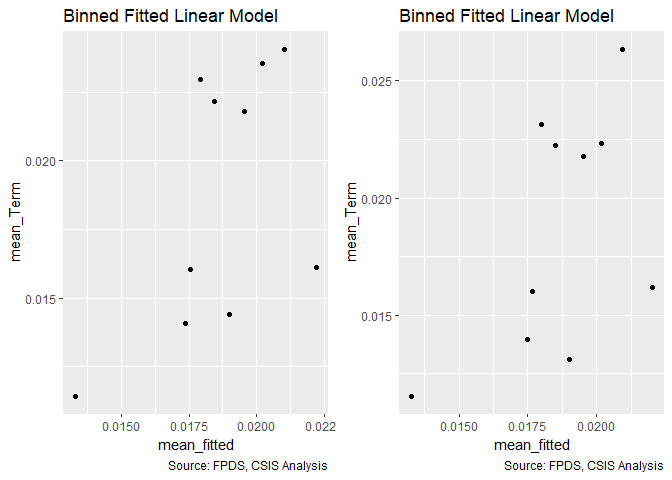 Binned Fitted Linear Model
mean_Term
0.020
0.015
0.0150
0.0175
0.0200
0.022
mean_fitted
Source: FPDS, CSIS Analysis
Binned Fitted Linear Model
mean_Term
0.025
0.020
0.015
0.0150
0.0175
0.0200
mean_fitted
Source: FPDS, CSIS Analysis